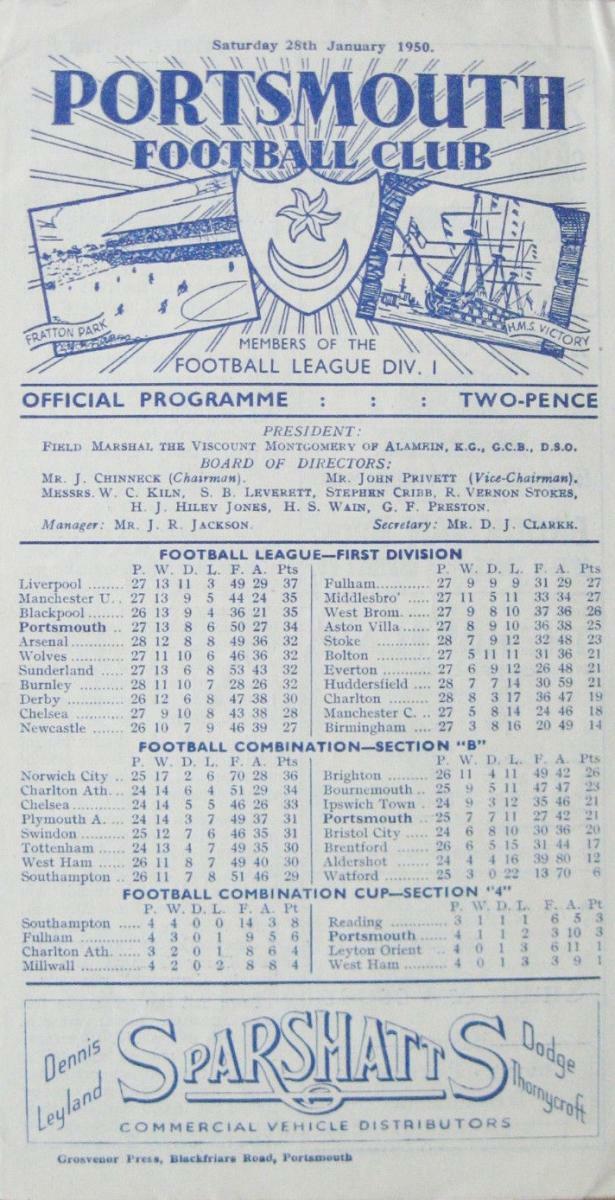 Saturday 28th January 1950.
PORTSMOUTH
FOOTBALL CLUB
FRATTON PARK
H.M.S. VICTORY
MEMBERS OF THE
FOOTBALL LEAGUE DIV. I
OFFICIAL PROGRAMME : : : TWO-PENCE
PRESIDENT:
FIELD MARSHAL THE VISCOUNT MONTGOMERY OF ALAMEIN, K.G., G.C.B., D.S.O.
BOARD OF DIRECTORS:
MR. J. CHINNECK (Chairman). MR. JOHN PRIVETT (Vice-Chairman).
MESSRS. W. C. KILN, S. B. LEVERETT, STEPHEN CRIBB, R. VERNON STOKES,
H. J. HILEY JONES, H. S. WAIN, G. F. PRESTON.
Manager: MR. J. R. JACKSON. Secretary: MR. D. J. CLARKE.
FOOTBALL LEAGUE—FIRST DIVISION
P. W. D. L. F. A. Pts
Liverpool ........ 27 13 11 3 49 29 37
Manchester U. . 27 13 9 5 44 24 35
Blackpool ........ 26 13 9 4 36 21 35
Portsmouth .. 27 13 8 6 50 27 34
Arsenal ........... 28 12 8 8 49 36 32
Wolves ........... 27 11 10 6 46 36 32
Sunderland ...... 27 13 6 8 53 43 32
Burnley .......... 28 11 10 7 28 26 32
Derby ............. 26 12 6 8 47 38 30
Chelsea ........... 27 9 10 8 43 38 28
Newcastle ....... 26 10 7 9 46 39 27
P. W. D. L. F. A. Pts
Fulham............ 27 9 9 9 31 29 27
Middlesbro' ..... 27 11 5 11 33 34 27
West Brom. ..... 27 9 8 10 37 36 26
Aston Villa ...... 27 8 9 10 36 38 25
Stoke ............. 28 7 9 12 32 48 23
Bolton ............ 27 5 11 11 31 36 21
Everton .......... 27 6 9 12 26 48 21
Huddersfield .... 28 7 7 14 30 59 21
Charlton ......... 28 8 3 17 36 47 19
Manchester C. .. 27 5 8 14 24 46 18
Birmingham .... 27 3 8 16 20 49 14
FOOTBALL COMBINATION—SECTION "B"
P. W. D. L. F. A. Pts
Norwich City .. 25 17 2 6 70 28 36
Charlton Ath... 24 14 6 4 51 29 34
Chelsea ........... 24 14 5 5 46 26 33
Plymouth A. .... 24 14 3 7 49 37 31
Swindon ......... 25 12 7 6 46 35 31
Tottenham ...... 24 13 4 7 49 35 30
West Ham ...... 26 11 8 7 49 40 30
Southampton .. 26 11 7 8 51 46 29
P. W. D. L. F. A. Pts
Brighton ......... 26 11 4 11 49 42 26
Bournemouth .. 25 9 5 11 47 47 23
Ipswich Town . 24 9 3 12 35 46 21
Portsmouth .. 25 7 7 11 27 42 21
Bristol City ..... 24 6 8 10 30 36 20
Brentford ........ 26 6 5 15 31 44 17
Aldershot ........ 24 4 4 16 39 80 12
Watford .......... 25 3 0 22 13 70 6
FOOTBALL COMBINATION CUP—SECTION "4"
P. W. D. L. F. A. Pt
Southampton ..... 4 4 0 0 14 3 8
Fulham .............. 4 3 0 1 9 5 6
Charlton Ath. ..... 3 2 0 1 8 6 4
Millwall .............. 4 2 0 2 8 8 4
P. W. D. L. F. A. Pt
Reading ............. 3 1 1 1 6 5 3
Portsmouth ...... 4 1 1 2 3 10 3
Leyton Orient ... 4 0 1 3 6 11 1
West Ham .......... 4 0 1 3 3 9 1
Dennis
Leyland
SPARSHATTS
Dodge
Thornycroft
COMMERCIAL VEHICLE DISTRIBUTORS
Grosvenor Press, Blackfriars Road, Portsmouth